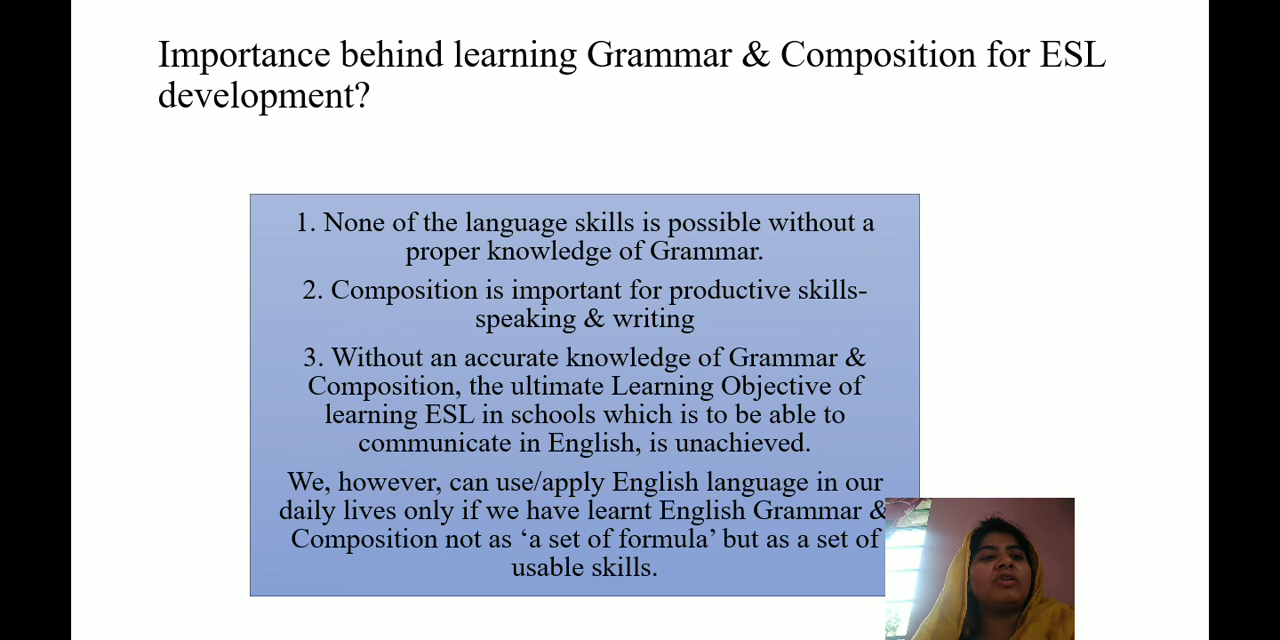 Importance behind learning Grammar & Composition for ESL
development?
1. None of the language skills is possible without a
proper knowledge of Grammar.
2. Composition is important for productive skills-
speaking & writing
3. Without an accurate knowledge of Grammar &
Composition, the ultimate Learning Objective of
learning ESL in schools which is to be able to
communicate in English, is unachieved.
We, however, can use/apply English language in our
daily lives only if we have learnt English Grammar &
Composition not as ‘a set of formula’ but as a set of
usable skills.